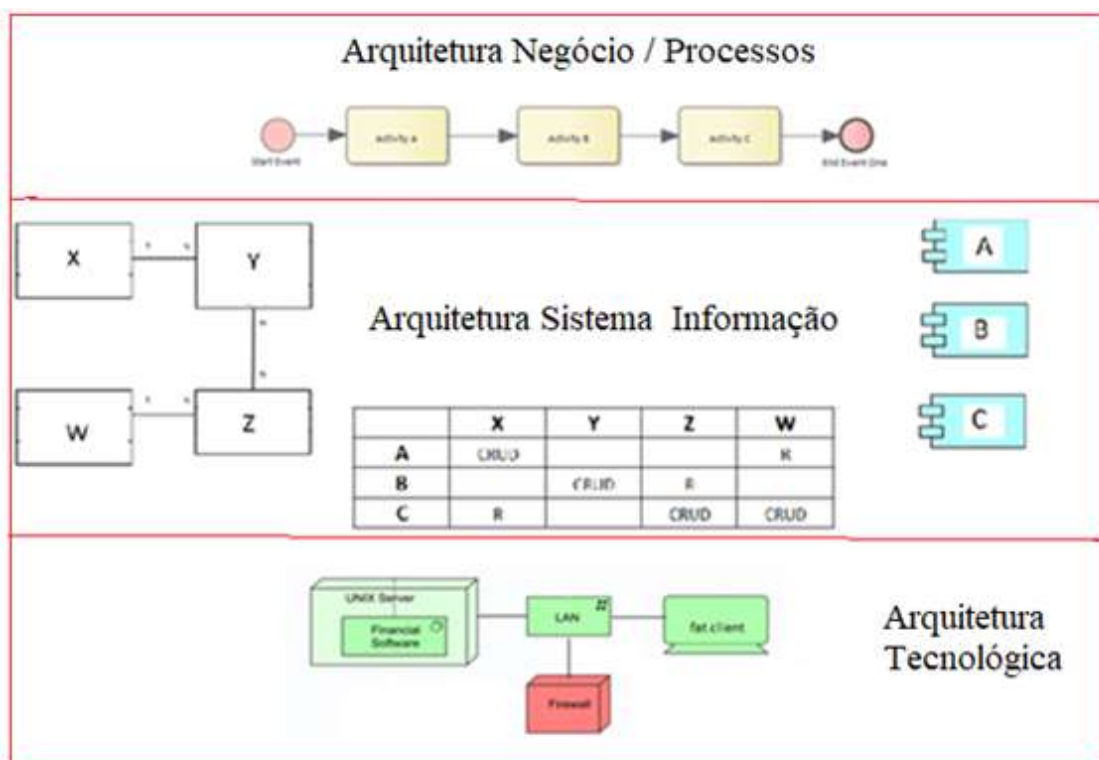 Arquitetura Negócio / Processos
Start Event
Activity A
Activity B
Activity C
End Event One
X
Y
W
Z
Arquitetura Sistema Informação
A
B
C
X Y Z W
A CRUD R
B CRUD R
C R CRUD CRUD
UNIX Server
Financial
Software
LAN
fat client
Firewall
Arquitetura
Tecnológica